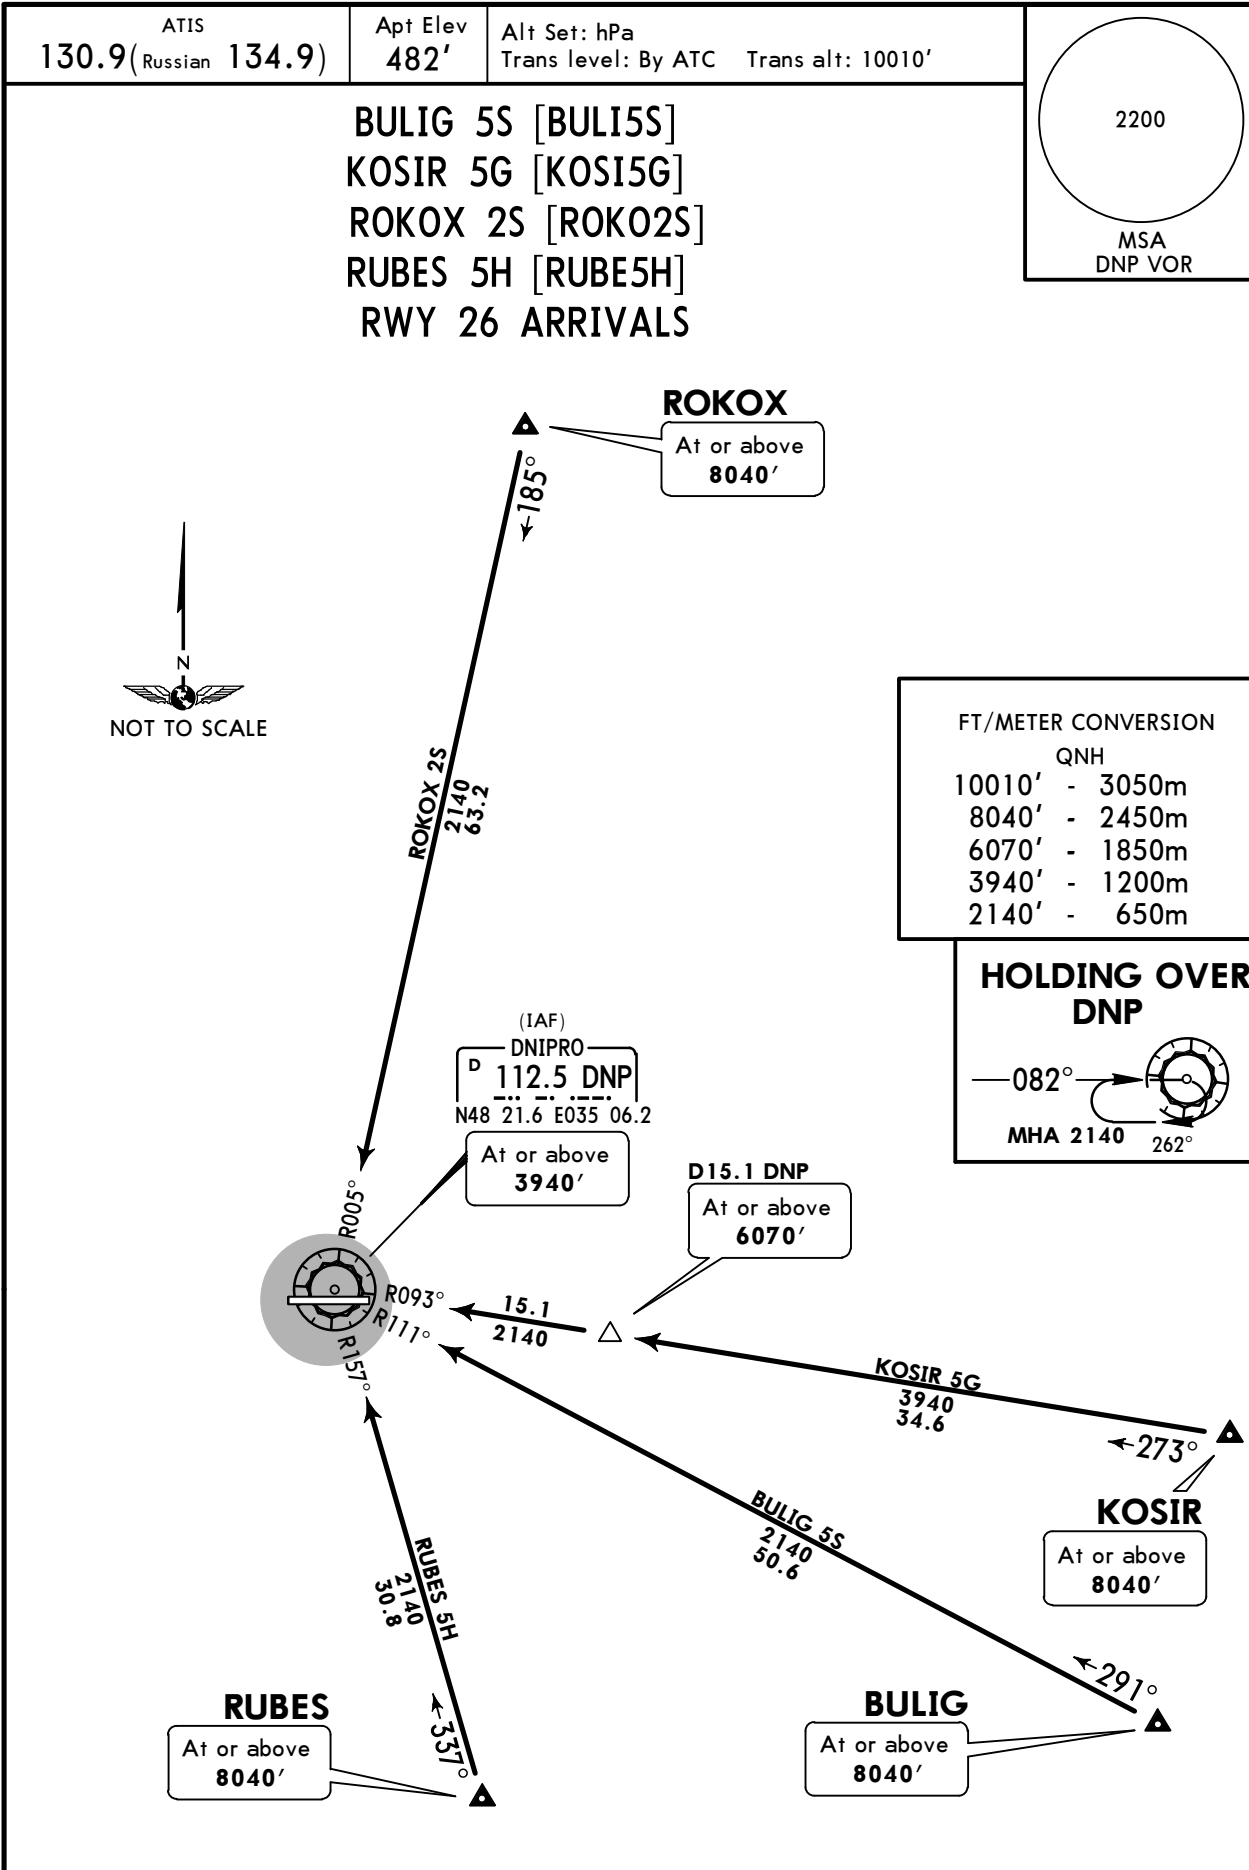 ATIS
130.9(Russian 134.9)
Apt Elev
482'
Alt Set: hPa
Trans level: By ATC Trans alt: 10010'
2200
MSA
DNP VOR
BULIG 5S [BULI5S]
KOSIR 5G [KOSI5G]
ROKOX 2S [ROKO2S]
RUBES 5H [RUBE5H]
RWY 26 ARRIVALS
ROKOX
At or above
8040'
185°
N
NOT TO SCALE
ROKOX 2S
2140
63.2
FT/METER CONVERSION
QNH
10010' - 3050m
8040' - 2450m
6070' - 1850m
3940' - 1200m
2140' - 650m
HOLDING OVER
DNP
082°
MHA 2140
262°
(IAF)
DNIPRO
D 112.5 DNP
N48 21.6 E035 06.2
At or above
3940'
D15.1 DNP
At or above
6070'
R005°
R093°
R111°
R157°
15.1
2140
KOSIR 5G
3940
34.6
273°
KOSIR
At or above
8040'
BULIG 5S
2140
50.6
291°
BULIG
At or above
8040'
RUBES 5H
2140
30.8
337°
RUBES
At or above
8040'